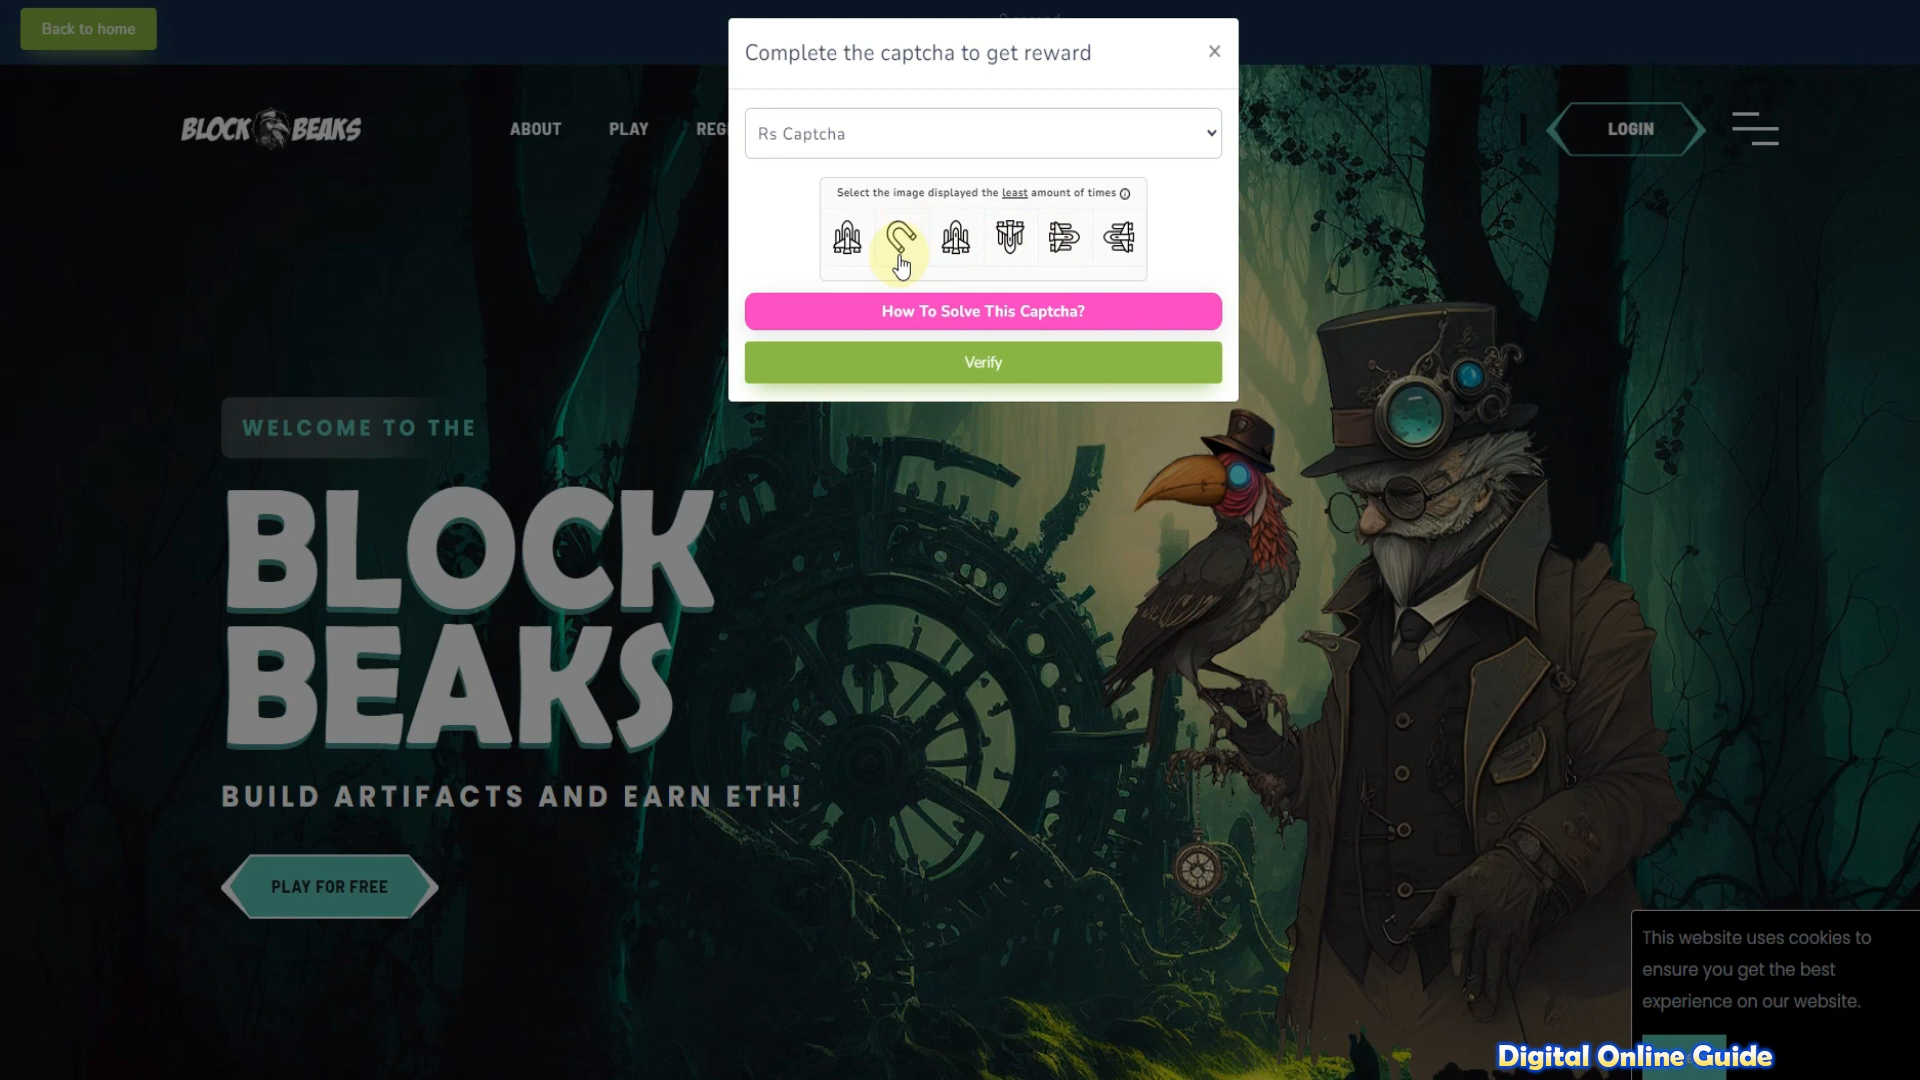 Back to home
Complete the captcha to get reward
×
BLOCK BEAKS
ABOUT PLAY REG
LOGIN
Rs Captcha
Select the image displayed the least amount of times
How To Solve This Captcha?
Verify
WELCOME TO THE
BLOCK
BEAKS
BUILD ARTIFACTS AND EARN ETH!
PLAY FOR FREE
This website uses cookies to
ensure you get the best
experience on our website.
Digital Online Guide